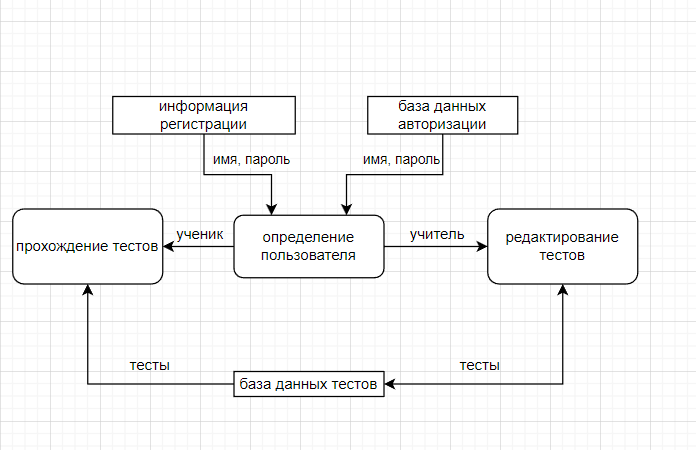 информация
регистрации
база данных
авторизации
имя, пароль
имя, пароль
прохождение тестов
ученик
определение
пользователя
учитель
редактирование
тестов
тесты
тесты
база данных тестов